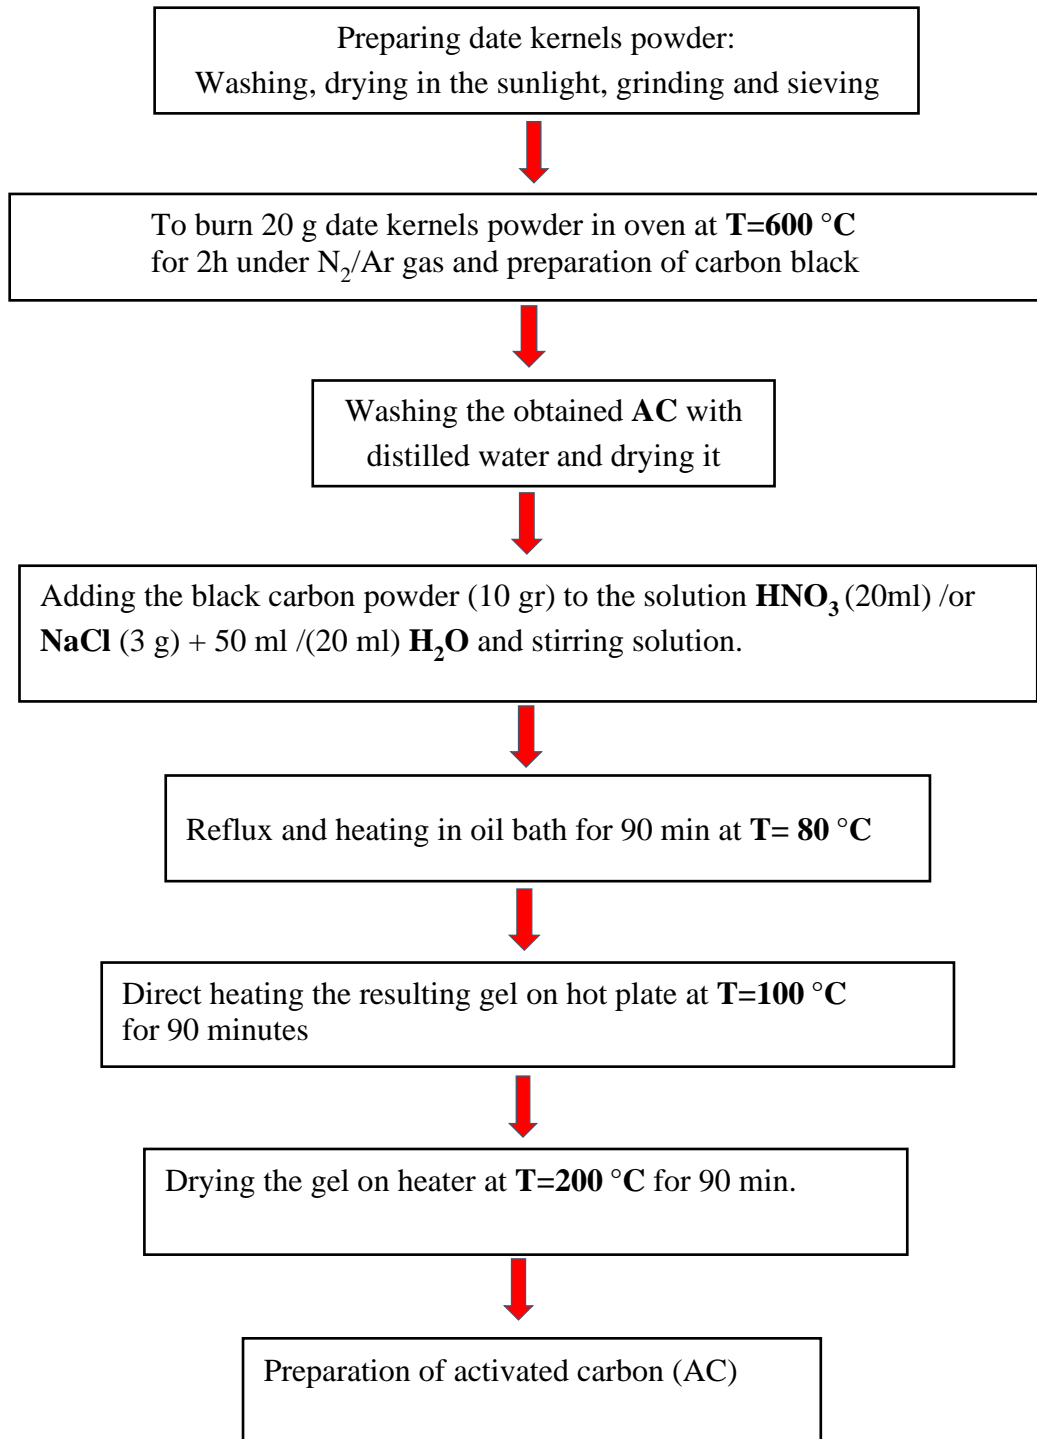 Preparing date kernels powder:
Washing, drying in the sunlight, grinding and sieving
To burn 20 g date kernels powder in oven at T=600 °C
for 2h under N₂/Ar gas and preparation of carbon black
Washing the obtained AC with
distilled water and drying it
Adding the black carbon powder (10 gr) to the solution HNO₃ (20ml) /or
NaCl (3 g) + 50 ml /(20 ml) H₂O and stirring solution.
Reflux and heating in oil bath for 90 min at T= 80 °C
Direct heating the resulting gel on hot plate at T=100 °C
for 90 minutes
Drying the gel on heater at T=200 °C for 90 min.
Preparation of activated carbon (AC)